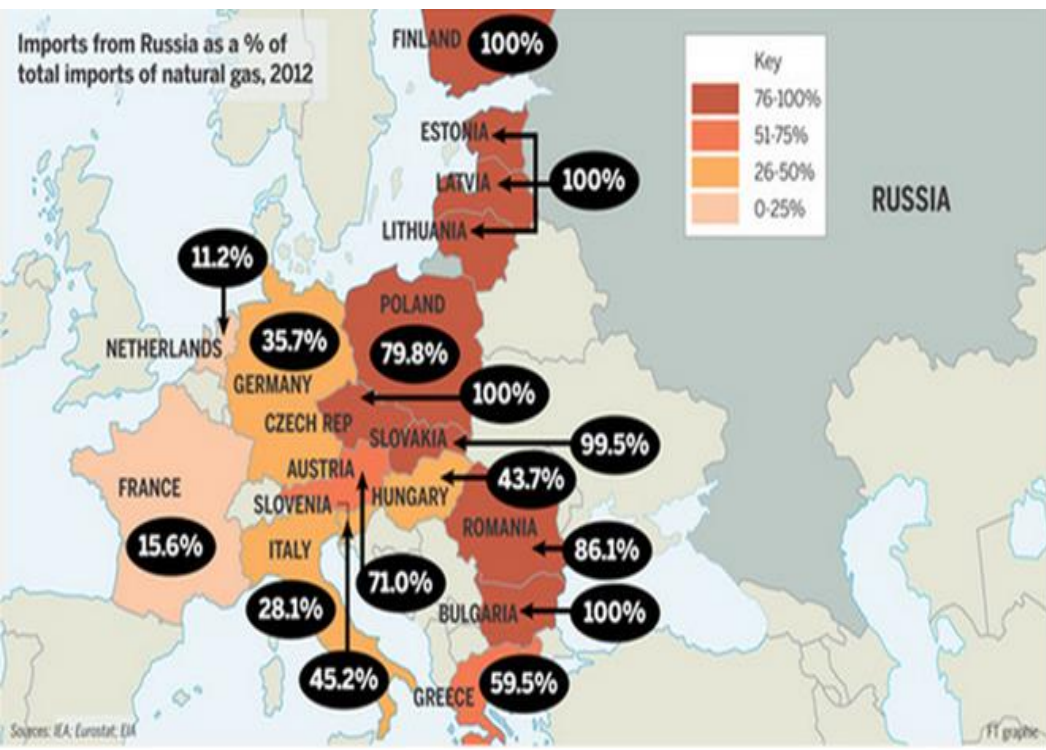 Imports from Russia as a % of
total imports of natural gas, 2012
FINLAND 100%
Key
76-100%
51-75%
26-50%
0-25%
ESTONIA
LATVIA 100%
LITHUANIA
RUSSIA
11.2%
NETHERLANDS
POLAND
79.8%
35.7%
GERMANY
100%
CZECH REP
SLOVAKIA 99.5%
AUSTRIA
43.7%
HUNGARY
SLOVENIA
FRANCE
15.6%
ROMANIA
86.1%
ITALY
28.1%
71.0%
BULGARIA 100%
45.2%
GREECE 59.5%
Sources: IEA; Eurostat; EIA
FT graphic